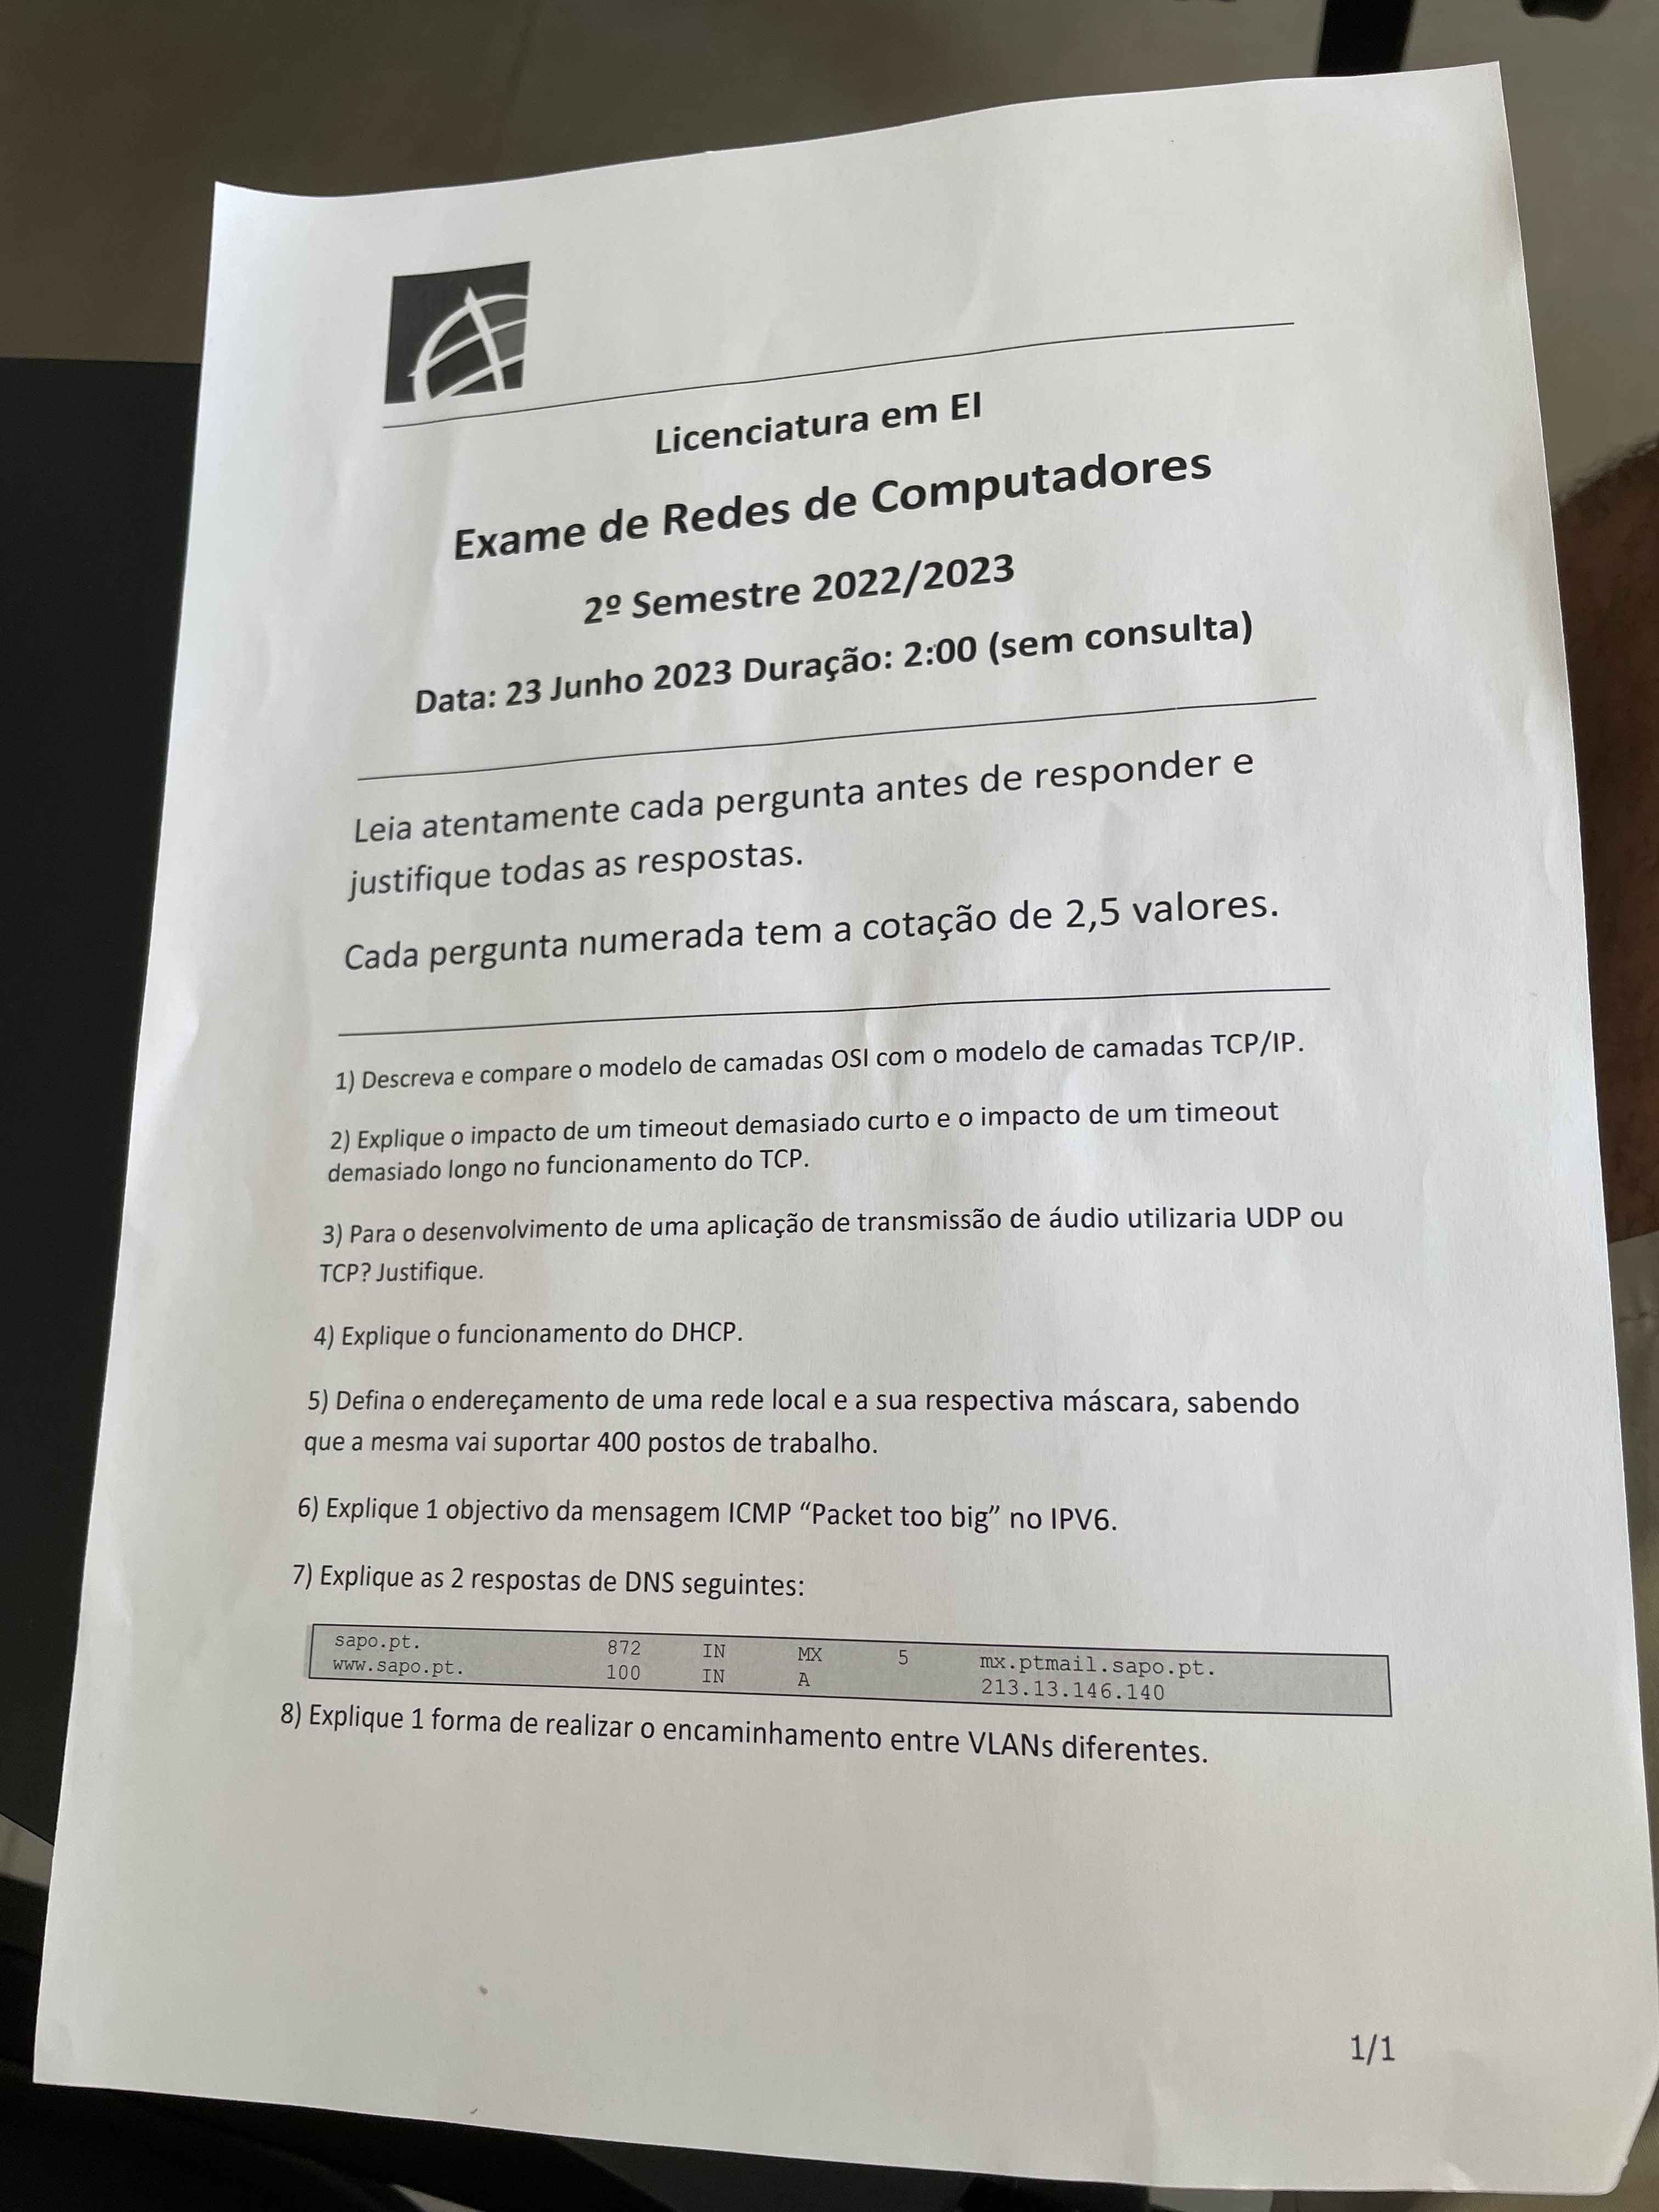 Licenciatura em EI
Exame de Redes de Computadores
2º Semestre 2022/2023
Data: 23 Junho 2023 Duração: 2:00 (sem consulta)
Leia atentamente cada pergunta antes de responder e
justifique todas as respostas.
Cada pergunta numerada tem a cotação de 2,5 valores.
1) Descreva e compare o modelo de camadas OSI com o modelo de camadas TCP/IP.
2) Explique o impacto de um timeout demasiado curto e o impacto de um timeout
demasiado longo no funcionamento do TCP.
3) Para o desenvolvimento de uma aplicação de transmissão de áudio utilizaria UDP ou
TCP? Justifique.
4) Explique o funcionamento do DHCP.
5) Defina o endereçamento de uma rede local e a sua respectiva máscara, sabendo
que a mesma vai suportar 400 postos de trabalho.
6) Explique 1 objectivo da mensagem ICMP “Packet too big” no IPV6.
7) Explique as 2 respostas de DNS seguintes:
sapo.pt. 872 IN MX 5 mx.ptmail.sapo.pt.
www.sapo.pt. 100 IN A 213.13.146.140
8) Explique 1 forma de realizar o encaminhamento entre VLANs diferentes.
1/1